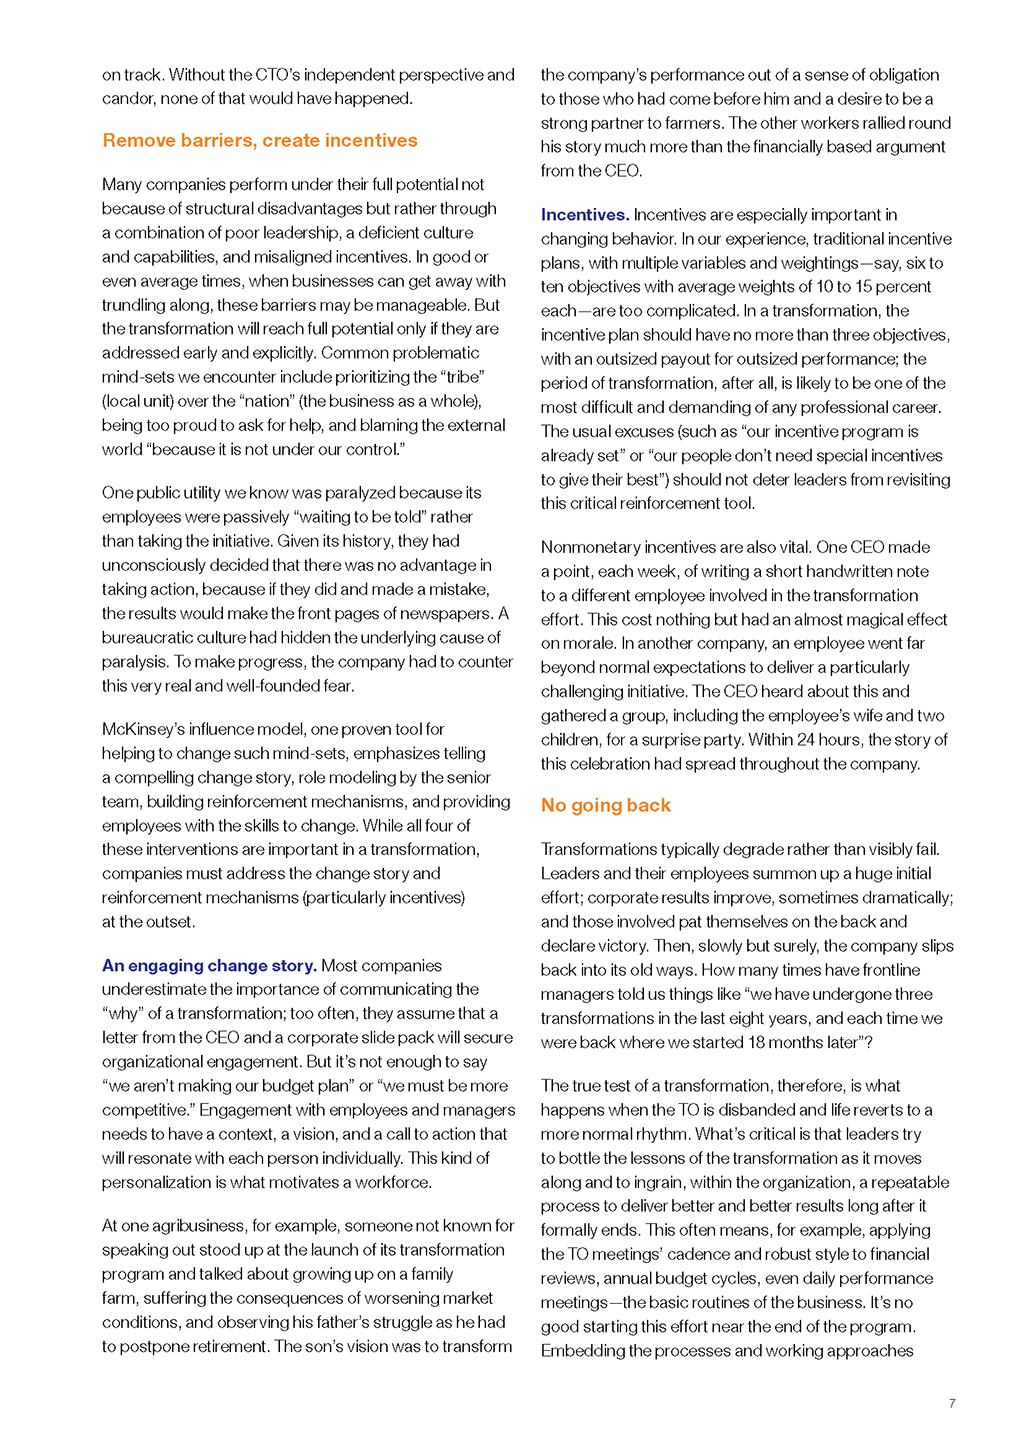 on track. Without the CTO’s independent perspective and
candor, none of that would have happened.
Remove barriers, create incentives
Many companies perform under their full potential not
because of structural disadvantages but rather through
a combination of poor leadership, a deficient culture
and capabilities, and misaligned incentives. In good or
even average times, when businesses can get away with
trundling along, these barriers may be manageable. But
the transformation will reach full potential only if they are
addressed early and explicitly. Common problematic
mind-sets we encounter include prioritizing the “tribe”
(local unit) over the “nation” (the business as a whole),
being too proud to ask for help, and blaming the external
world “because it is not under our control.”
One public utility we know was paralyzed because its
employees were passively “waiting to be told” rather
than taking the initiative. Given its history, they had
unconsciously decided that there was no advantage in
taking action, because if they did and made a mistake,
the results would make the front pages of newspapers. A
bureaucratic culture had hidden the underlying cause of
paralysis. To make progress, the company had to counter
this very real and well-founded fear.
McKinsey’s influence model, one proven tool for
helping to change such mind-sets, emphasizes telling
a compelling change story, role modeling by the senior
team, building reinforcement mechanisms, and providing
employees with the skills to change. While all four of
these interventions are important in a transformation,
companies must address the change story and
reinforcement mechanisms (particularly incentives)
at the outset.
An engaging change story. Most companies
underestimate the importance of communicating the
“why” of a transformation; too often, they assume that a
letter from the CEO and a corporate slide pack will secure
organizational engagement. But it’s not enough to say
“we aren’t making our budget plan” or “we must be more
competitive.” Engagement with employees and managers
needs to have a context, a vision, and a call to action that
will resonate with each person individually. This kind of
personalization is what motivates a workforce.
At one agribusiness, for example, someone not known for
speaking out stood up at the launch of its transformation
program and talked about growing up on a family
farm, suffering the consequences of worsening market
conditions, and observing his father’s struggle as he had
to postpone retirement. The son’s vision was to transform
the company’s performance out of a sense of obligation
to those who had come before him and a desire to be a
strong partner to farmers. The other workers rallied round
his story much more than the financially based argument
from the CEO.
Incentives. Incentives are especially important in
changing behavior. In our experience, traditional incentive
plans, with multiple variables and weightings—say, six to
ten objectives with average weights of 10 to 15 percent
each—are too complicated. In a transformation, the
incentive plan should have no more than three objectives,
with an outsized payout for outsized performance; the
period of transformation, after all, is likely to be one of the
most difficult and demanding of any professional career.
The usual excuses (such as “our incentive program is
already set” or “our people don’t need special incentives
to give their best”) should not deter leaders from revisiting
this critical reinforcement tool.
Nonmonetary incentives are also vital. One CEO made
a point, each week, of writing a short handwritten note
to a different employee involved in the transformation
effort. This cost nothing but had an almost magical effect
on morale. In another company, an employee went far
beyond normal expectations to deliver a particularly
challenging initiative. The CEO heard about this and
gathered a group, including the employee’s wife and two
children, for a surprise party. Within 24 hours, the story of
this celebration had spread throughout the company.
No going back
Transformations typically degrade rather than visibly fail.
Leaders and their employees summon up a huge initial
effort; corporate results improve, sometimes dramatically;
and those involved pat themselves on the back and
declare victory. Then, slowly but surely, the company slips
back into its old ways. How many times have frontline
managers told us things like “we have undergone three
transformations in the last eight years, and each time we
were back where we started 18 months later”?
The true test of a transformation, therefore, is what
happens when the TO is disbanded and life reverts to a
more normal rhythm. What’s critical is that leaders try
to bottle the lessons of the transformation as it moves
along and to ingrain, within the organization, a repeatable
process to deliver better and better results long after it
formally ends. This often means, for example, applying
the TO meetings’ cadence and robust style to financial
reviews, annual budget cycles, even daily performance
meetings—the basic routines of the business. It’s no
good starting this effort near the end of the program.
Embedding the processes and working approaches
7